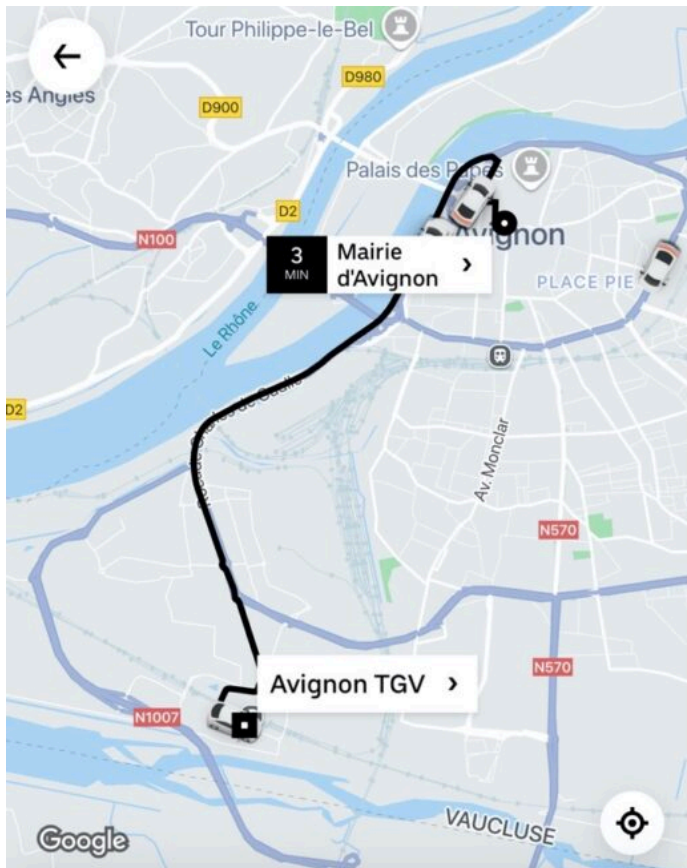 Tour Philippe-le-Bel
D980
es Angles
D900
Palais des Papes
D2
Avignon
N100
3
MIN
Mairie
d'Avignon
PLACE PIE
Le Rhône
D2
Av. Monclar
N570
Avignon TGV
N570
N1007
VAUCLUSE
Google